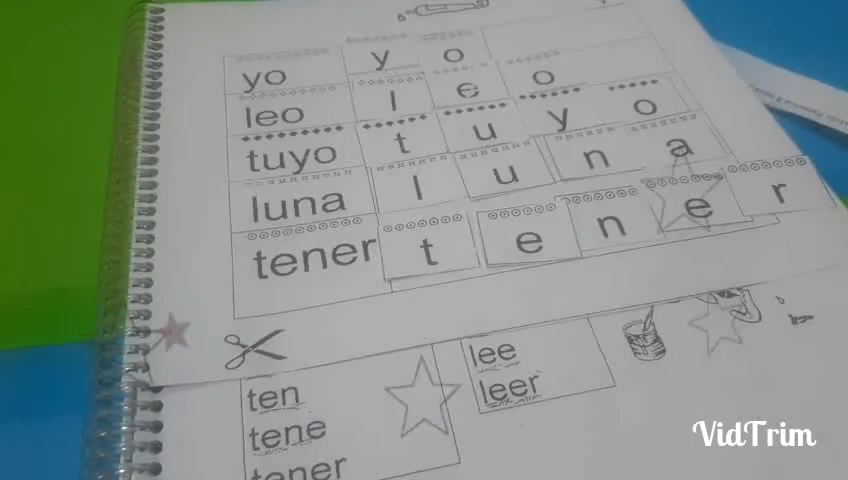 yo y o
leo l e o
tuyo t u y o
luna l u n a
tener t e n e r
ten
tene
tener
lee
leer
VidTrim